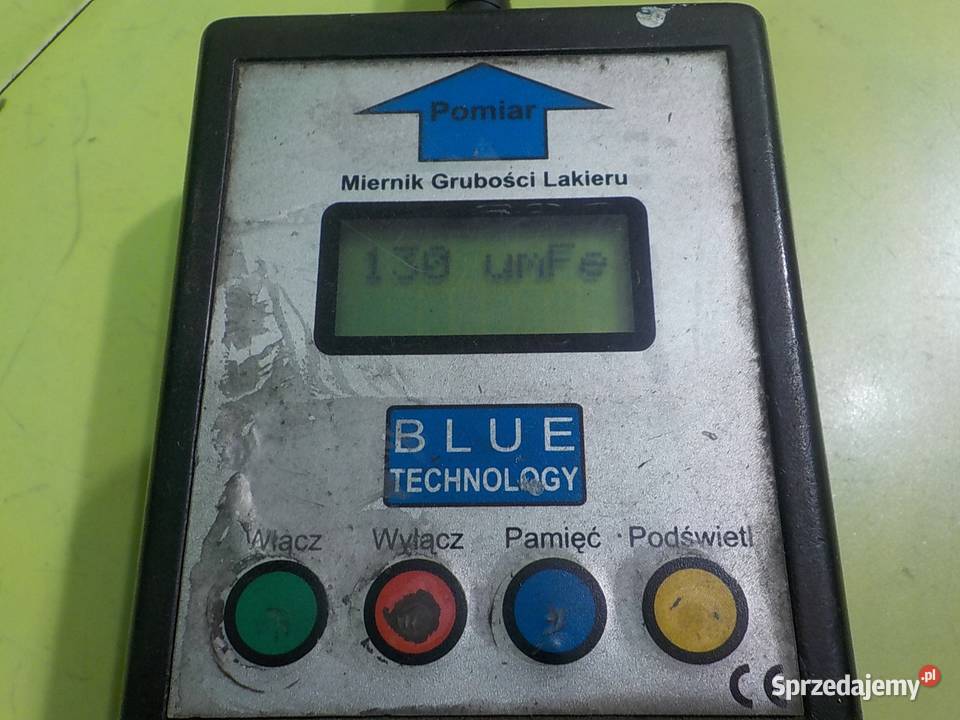 Pomiar
Miernik Grubości Lakieru
130 umFe
BLUE
TECHNOLOGY
Włącz Wyłącz Pamięć Podświetl
CE
Sprzedajemy.pl